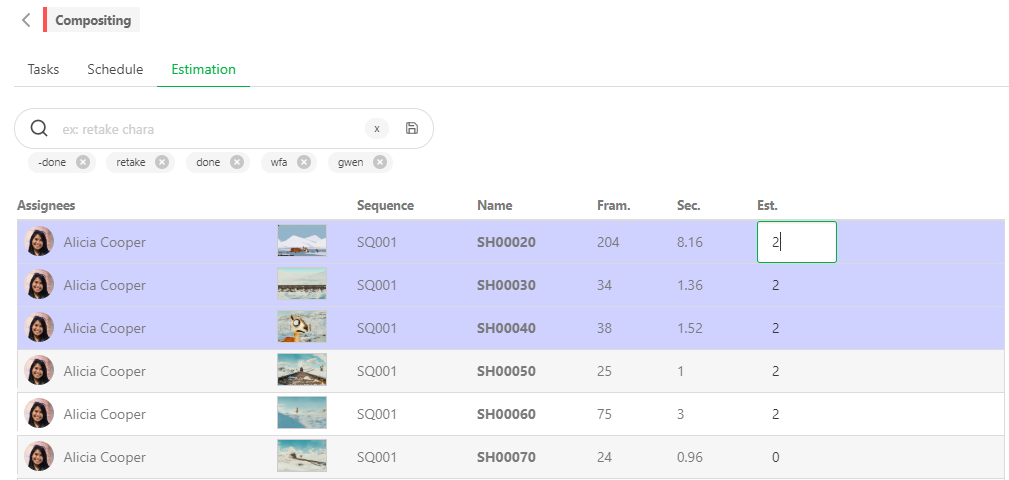 Compositing
Tasks Schedule Estimation
ex: retake chara x
-done retake done wfa gwen
Assignees Sequence Name Fram. Sec. Est.
Alicia Cooper SQ001 SH00020 204 8.16 2
Alicia Cooper SQ001 SH00030 34 1.36 2
Alicia Cooper SQ001 SH00040 38 1.52 2
Alicia Cooper SQ001 SH00050 25 1 2
Alicia Cooper SQ001 SH00060 75 3 2
Alicia Cooper SQ001 SH00070 24 0.96 0